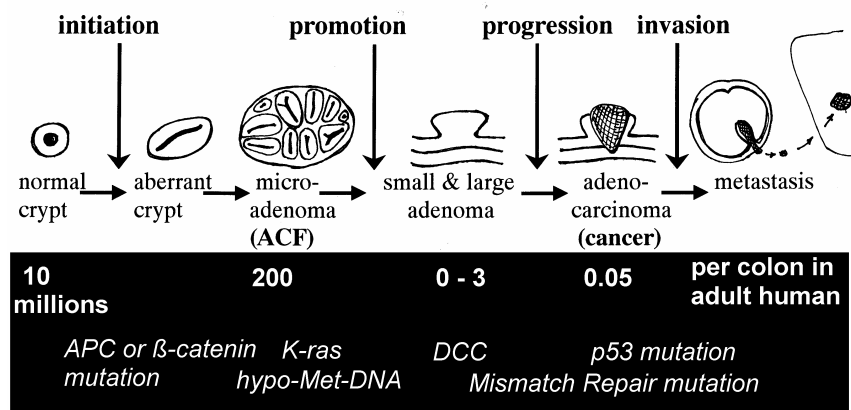 initiation promotion progression invasion
normal aberrant micro- small & large adeno- metastasis
crypt crypt adenoma adenoma carcinoma
(ACF) (cancer)
10 200 0 - 3 0.05 per colon in
millions adult human
APC or ß-catenin K-ras DCC p53 mutation
mutation hypo-Met-DNA Mismatch Repair mutation